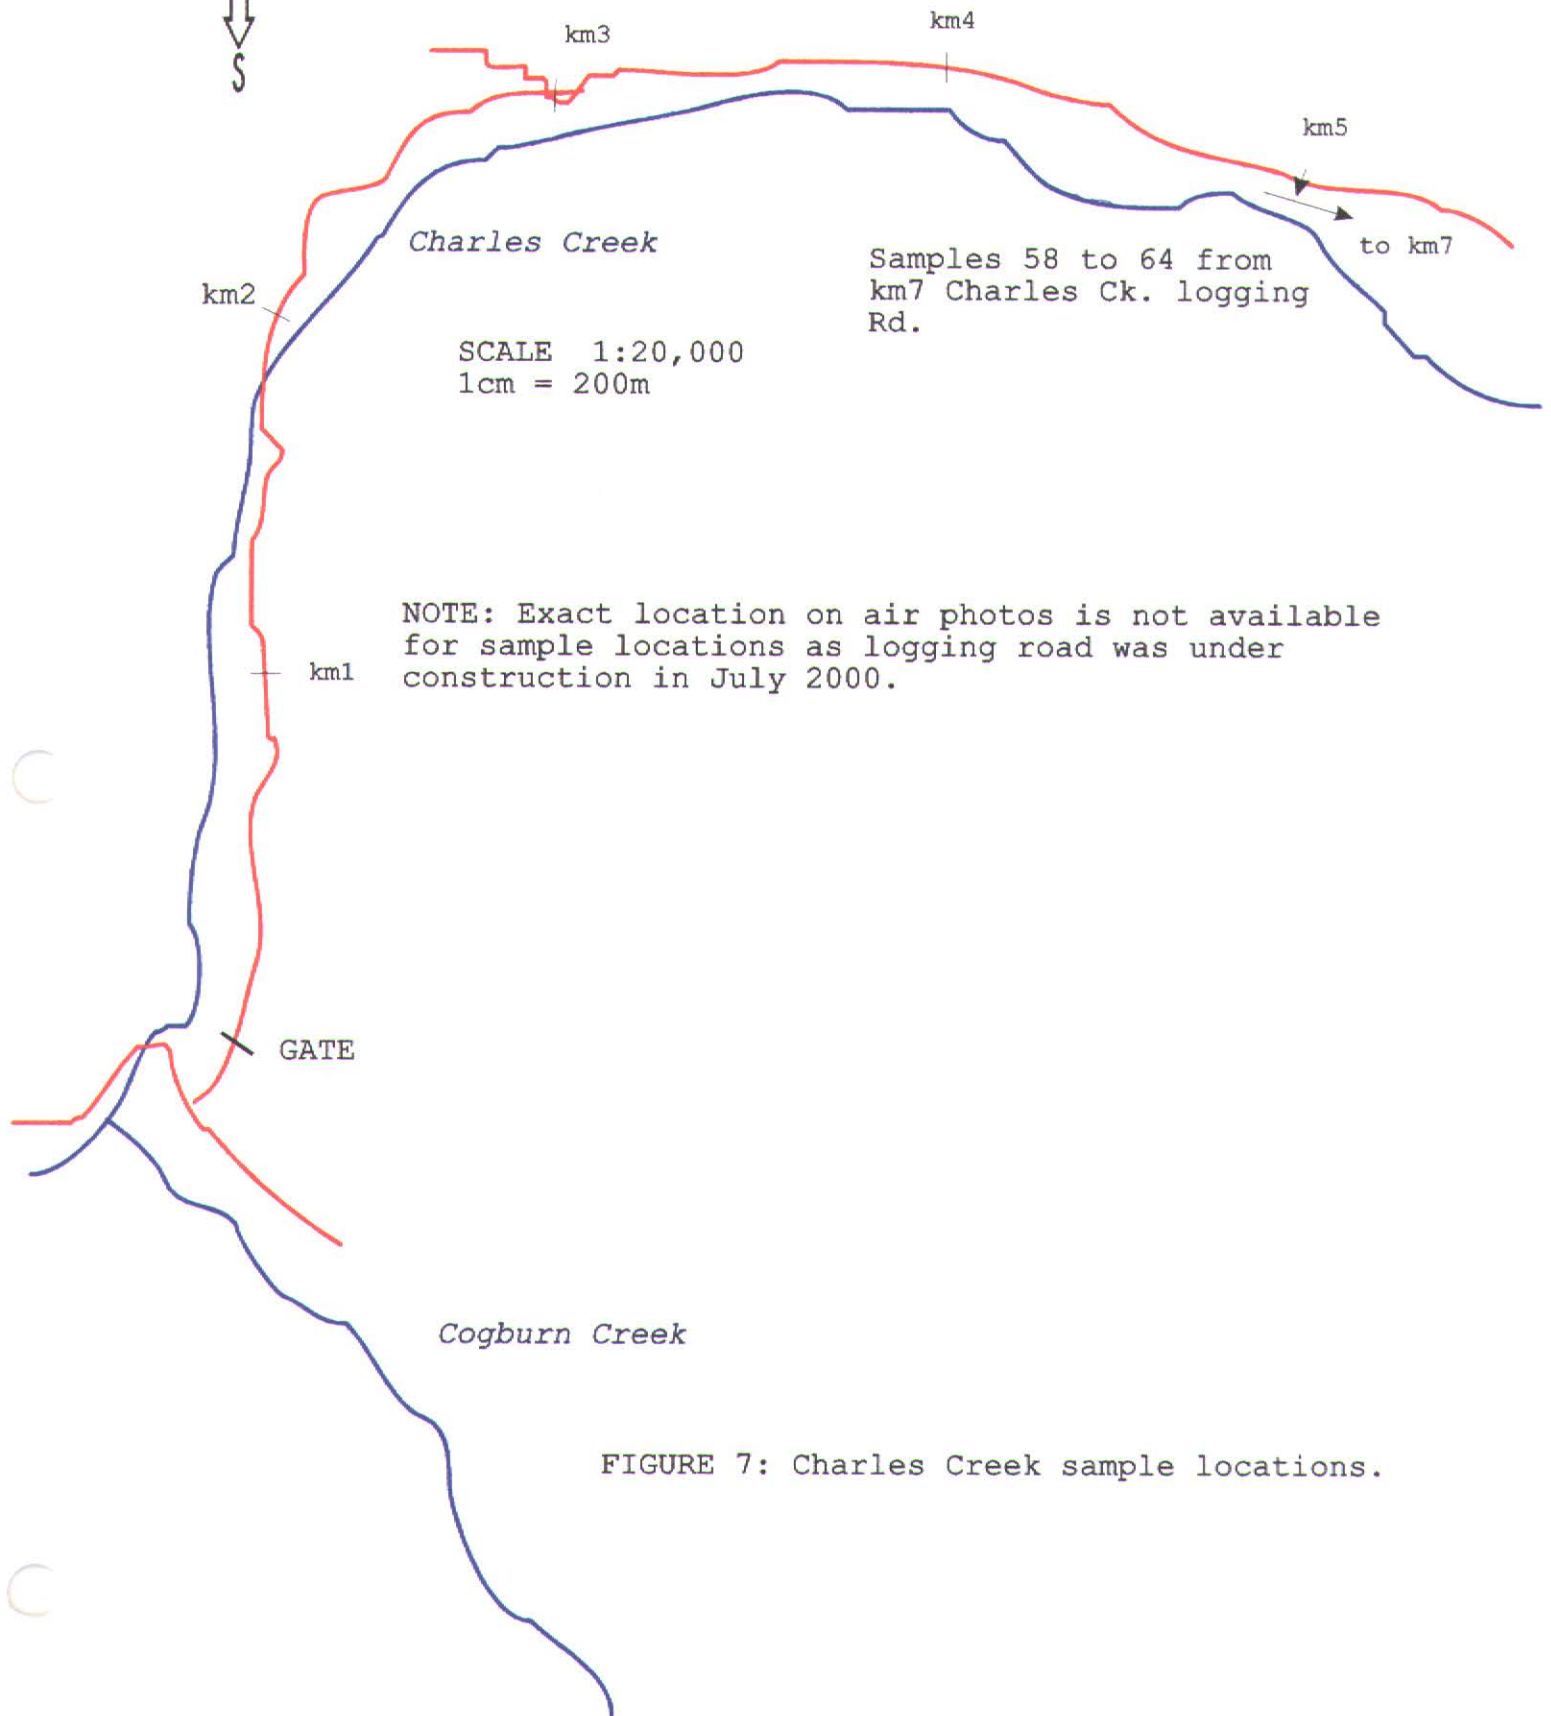 km4
km3
S
km5
Charles Creek
to km7
Samples 58 to 64 from
km7 Charles Ck. logging
Rd.
km2
SCALE 1:20,000
1cm = 200m
NOTE: Exact location on air photos is not available
for sample locations as logging road was under
construction in July 2000.
km1
GATE
Cogburn Creek
FIGURE 7: Charles Creek sample locations.